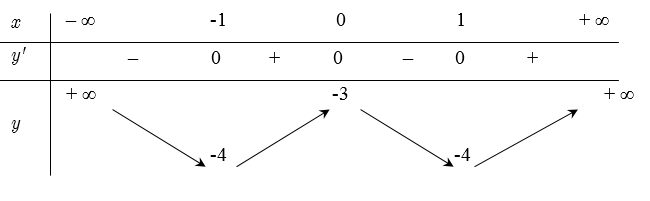 x − ∞ -1 0 1 + ∞
y′ − 0 + 0 − 0 +
+ ∞ -3 + ∞
y
-4 -4